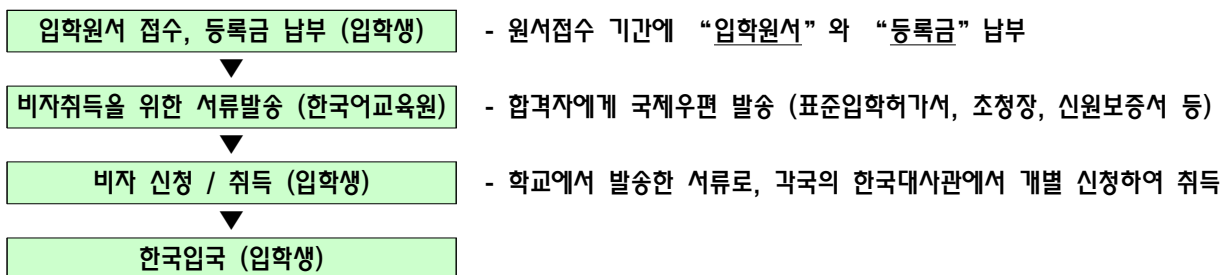 입학원서 접수, 등록금 납부 (입학생) - 원서접수 기간에 “입학원서” 와 “등록금” 납부
▼
비자취득을 위한 서류발송 (한국어교육원) - 합격자에게 국제우편 발송 (표준입학허가서, 초청장, 신원보증서 등)
▼
비자 신청 / 취득 (입학생) - 학교에서 발송한 서류로, 각국의 한국대사관에서 개별 신청하여 취득
▼
한국입국 (입학생)